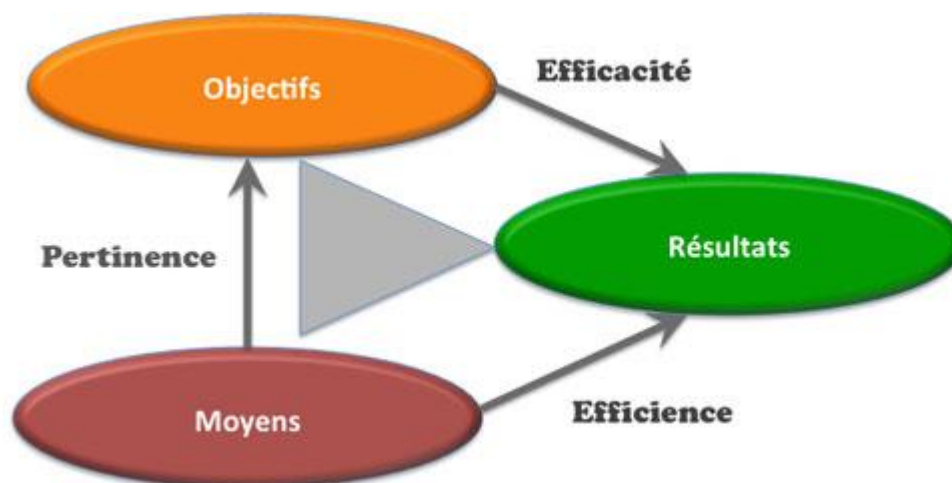 Objectifs
Efficacité
Pertinence
Résultats
Moyens
Efficience